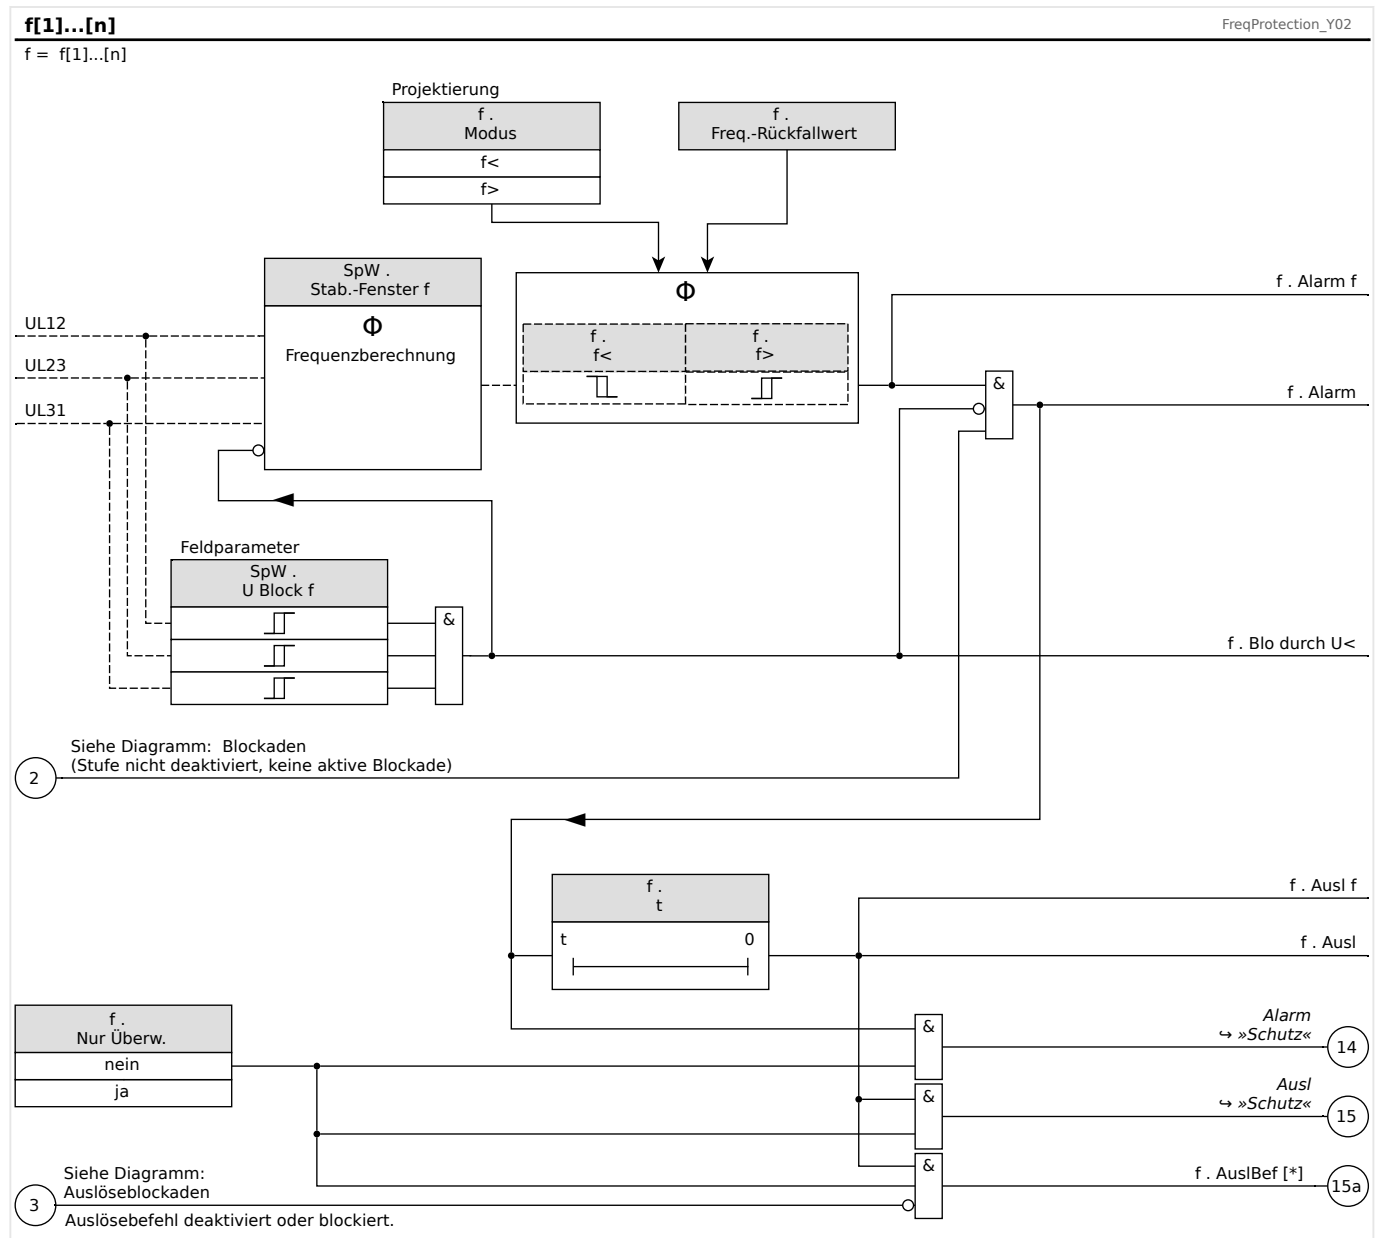 f[1]...[n]
FreqProtection_Y02
f = f[1]...[n]
Projektierung
f .
Modus
f<
f>
f .
Freq.-Rückfallwert
SpW .
Stab.-Fenster f
Φ
Frequenzberechnung
Φ
f .
f<
f .
f>
UL12
UL23
UL31
f . Alarm f
&
f . Alarm
Feldparameter
SpW .
U Block f
&
f . Blo durch U<
Siehe Diagramm: Blockaden
(Stufe nicht deaktiviert, keine aktive Blockade)
2
f .
t
t 0
f . Ausl f
f . Ausl
f .
Nur Überw.
nein
ja
&
Alarm
↪ »Schutz«
14
&
Ausl
↪ »Schutz«
15
&
f . AuslBef [*]
15a
Siehe Diagramm:
Auslöseblockaden
3
Auslösebefehl deaktiviert oder blockiert.